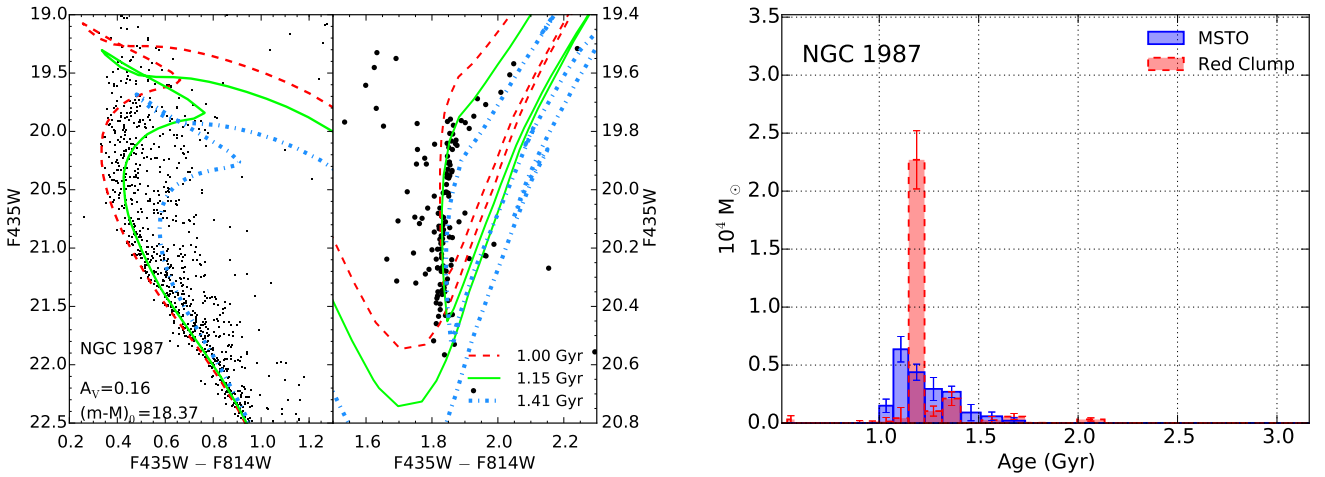 19.0
19.5
20.0
20.5
21.0
21.5
22.0
22.5
F435W
NGC 1987
A_V=0.16
(m-M)_0=18.37
0.2 0.4 0.6 0.8 1.0 1.2
F435W − F814W
1.00 Gyr
1.15 Gyr
1.41 Gyr
1.6 1.8 2.0 2.2
F435W − F814W
19.4
19.6
19.8
20.0
20.2
20.4
20.6
20.8
F435W
3.5
3.0
2.5
2.0
1.5
1.0
0.5
0.0
10⁴ M☉
NGC 1987
MSTO
Red Clump
1.0 1.5 2.0 2.5 3.0
Age (Gyr)